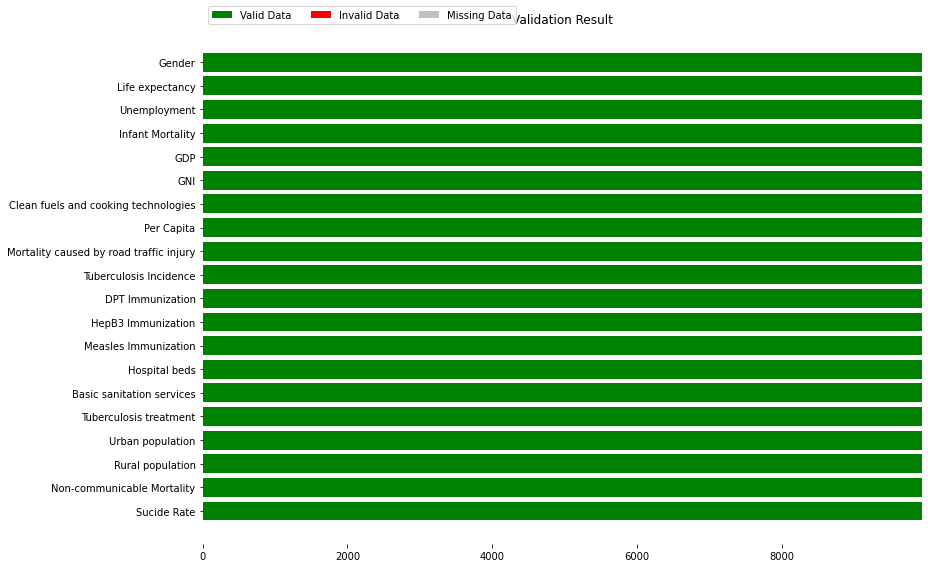 Valid Data Invalid Data Missing Data
Validation Result
Gender
Life expectancy
Unemployment
Infant Mortality
GDP
GNI
Clean fuels and cooking technologies
Per Capita
Mortality caused by road traffic injury
Tuberculosis Incidence
DPT Immunization
HepB3 Immunization
Measles Immunization
Hospital beds
Basic sanitation services
Tuberculosis treatment
Urban population
Rural population
Non-communicable Mortality
Sucide Rate
0 2000 4000 6000 8000